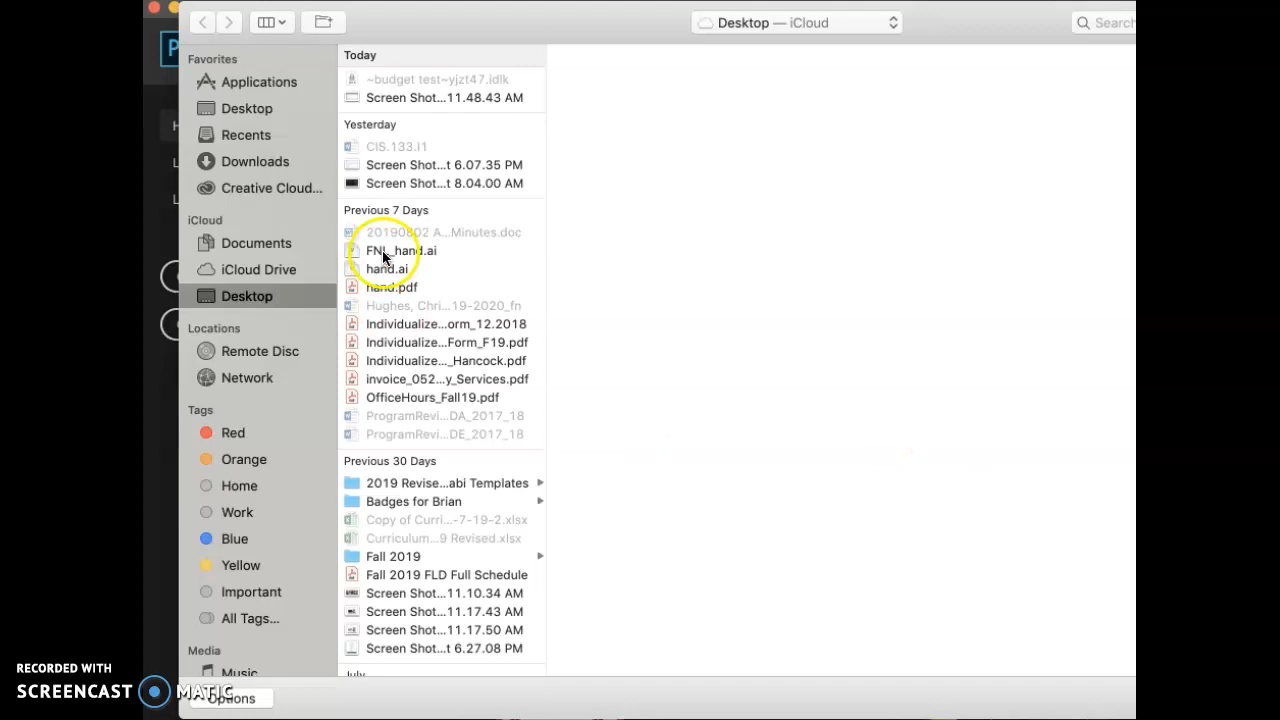 Desktop — iCloud
Search
Favorites
Applications
Desktop
Recents
Downloads
Creative Cloud...
iCloud
Documents
iCloud Drive
Desktop
Locations
Remote Disc
Network
Tags
Red
Orange
Home
Work
Blue
Yellow
Important
All Tags...
Media
Music
Options
Today
~budget test~yjzt47.idlk
Screen Shot...11.48.43 AM
Yesterday
CIS.133.I1
Screen Shot...t 6.07.35 PM
Screen Shot...t 8.04.00 AM
Previous 7 Days
20190802 A...Minutes.doc
FNL_hand.ai
hand.ai
hand.pdf
Hughes, Chri...19-2020_fn
Individualize...orm_12.2018
Individualize...Form_F19.pdf
Individualize..._Hancock.pdf
invoice_052...y_Services.pdf
OfficeHours_Fall19.pdf
ProgramRevi...DA_2017_18
ProgramRevi...DE_2017_18
Previous 30 Days
2019 Revise...abi Templates
Badges for Brian
Copy of Curri...-7-19-2.xlsx
Curriculum...9 Revised.xlsx
Fall 2019
Fall 2019 FLD Full Schedule
Screen Shot...11.10.34 AM
Screen Shot...11.17.43 AM
Screen Shot...11.17.50 AM
Screen Shot...t 6.27.08 PM
July
RECORDED WITH
SCREENCAST MATIC